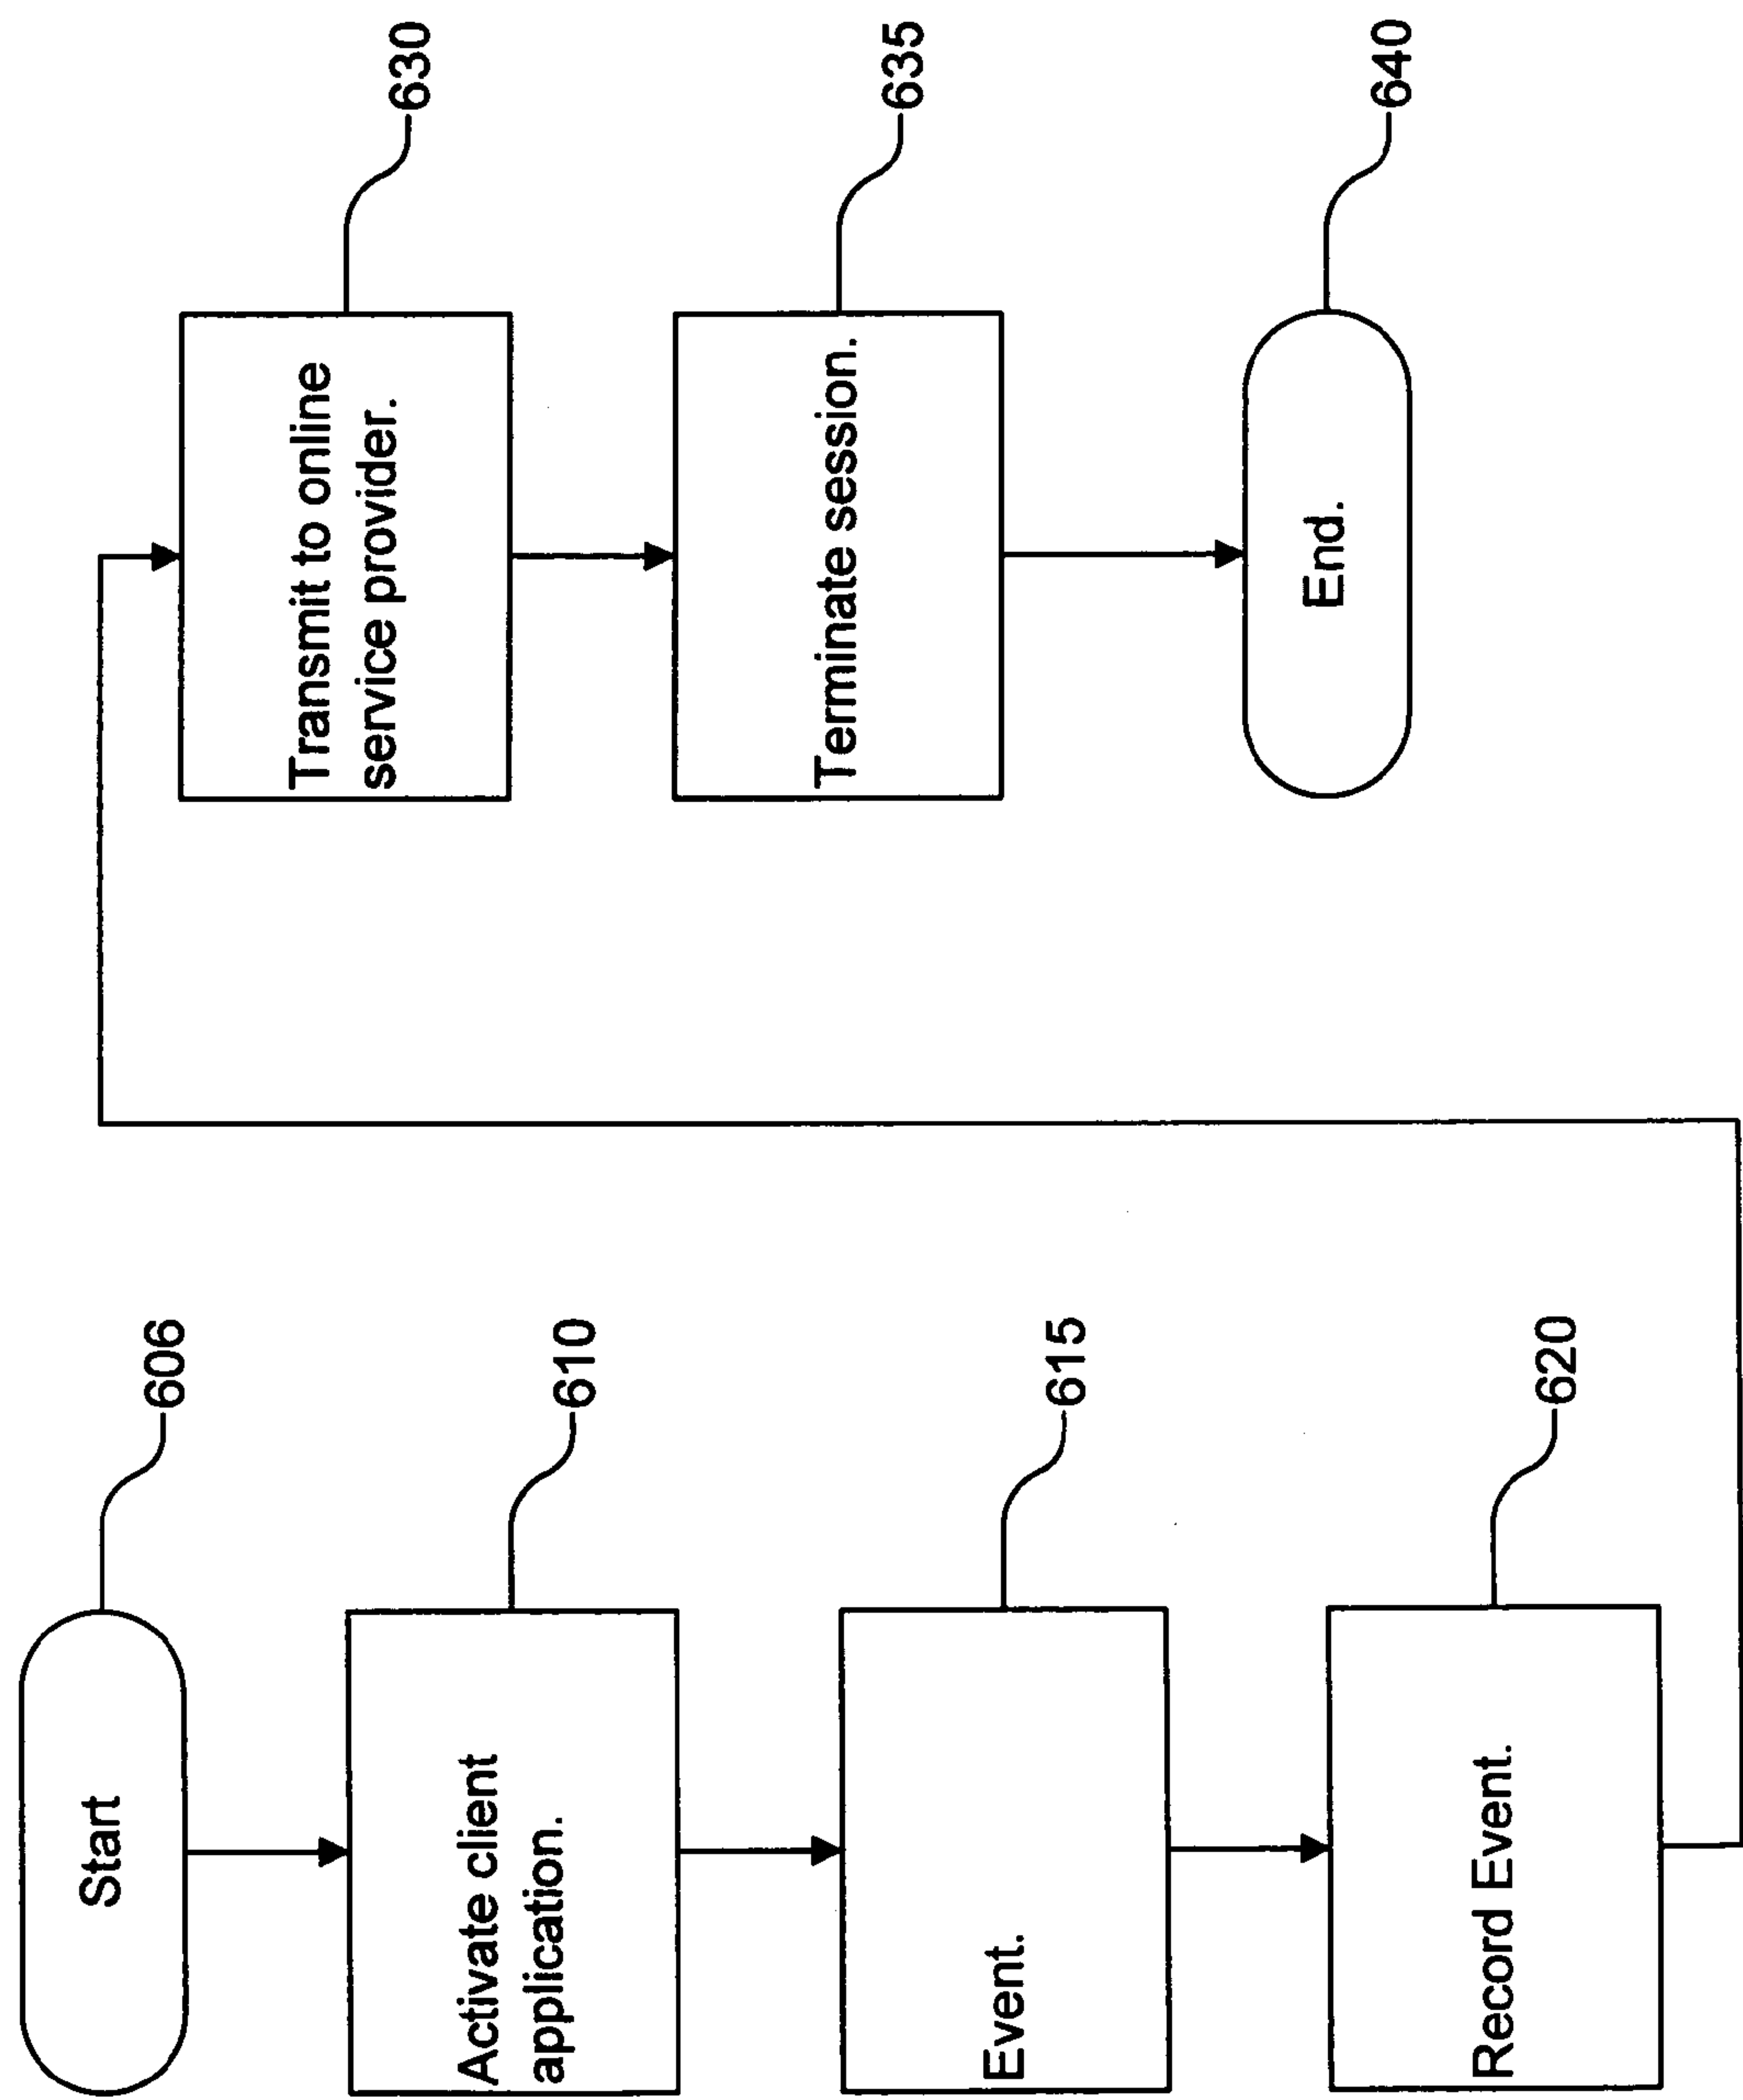 Start
606
Activate client
application.
610
Event.
615
Record Event.
620
Transmit to online
service provider.
630
Terminate session.
635
End.
640